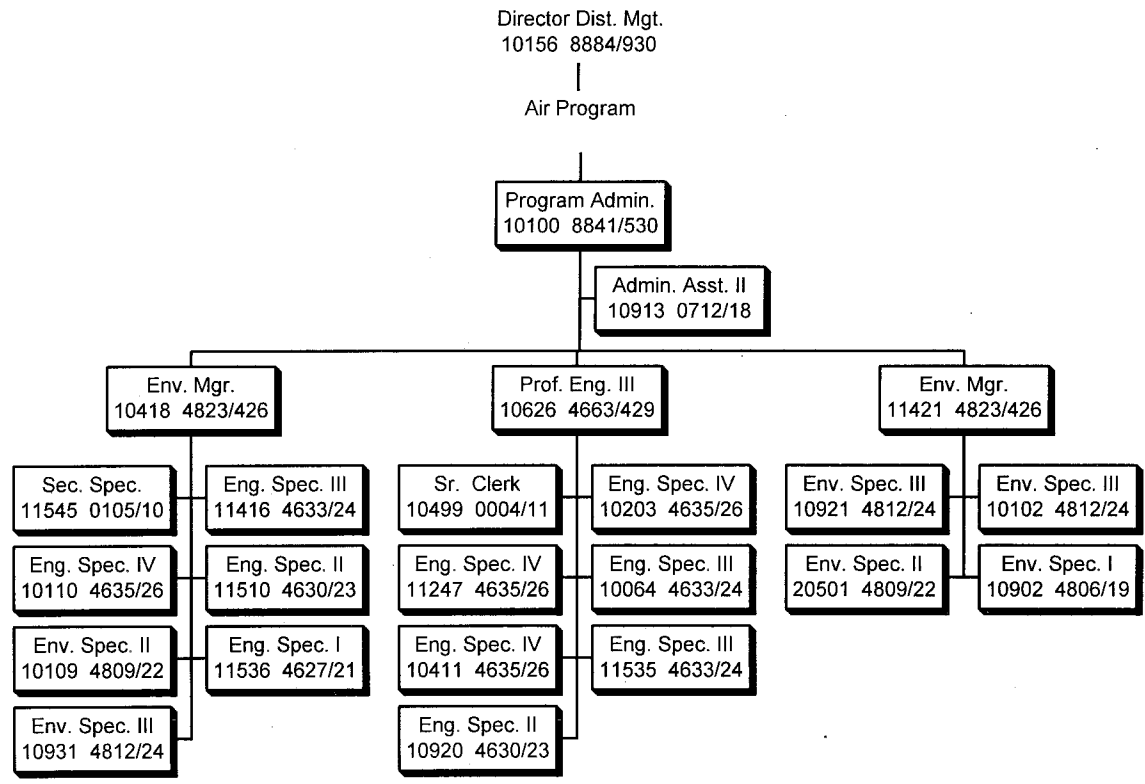 Director Dist. Mgt.
10156 8884/930
Air Program
Program Admin.
10100 8841/530
Admin. Asst. II
10913 0712/18
Env. Mgr.
10418 4823/426
Prof. Eng. III
10626 4663/429
Env. Mgr.
11421 4823/426
Sec. Spec.
11545 0105/10
Eng. Spec. III
11416 4633/24
Eng. Spec. IV
10110 4635/26
Eng. Spec. II
11510 4630/23
Env. Spec. II
10109 4809/22
Eng. Spec. I
11536 4627/21
Env. Spec. III
10931 4812/24
Sr. Clerk
10499 0004/11
Eng. Spec. IV
10203 4635/26
Eng. Spec. IV
11247 4635/26
Eng. Spec. III
10064 4633/24
Eng. Spec. IV
10411 4635/26
Eng. Spec. III
11535 4633/24
Eng. Spec. II
10920 4630/23
Env. Spec. III
10921 4812/24
Env. Spec. III
10102 4812/24
Env. Spec. II
20501 4809/22
Env. Spec. I
10902 4806/19